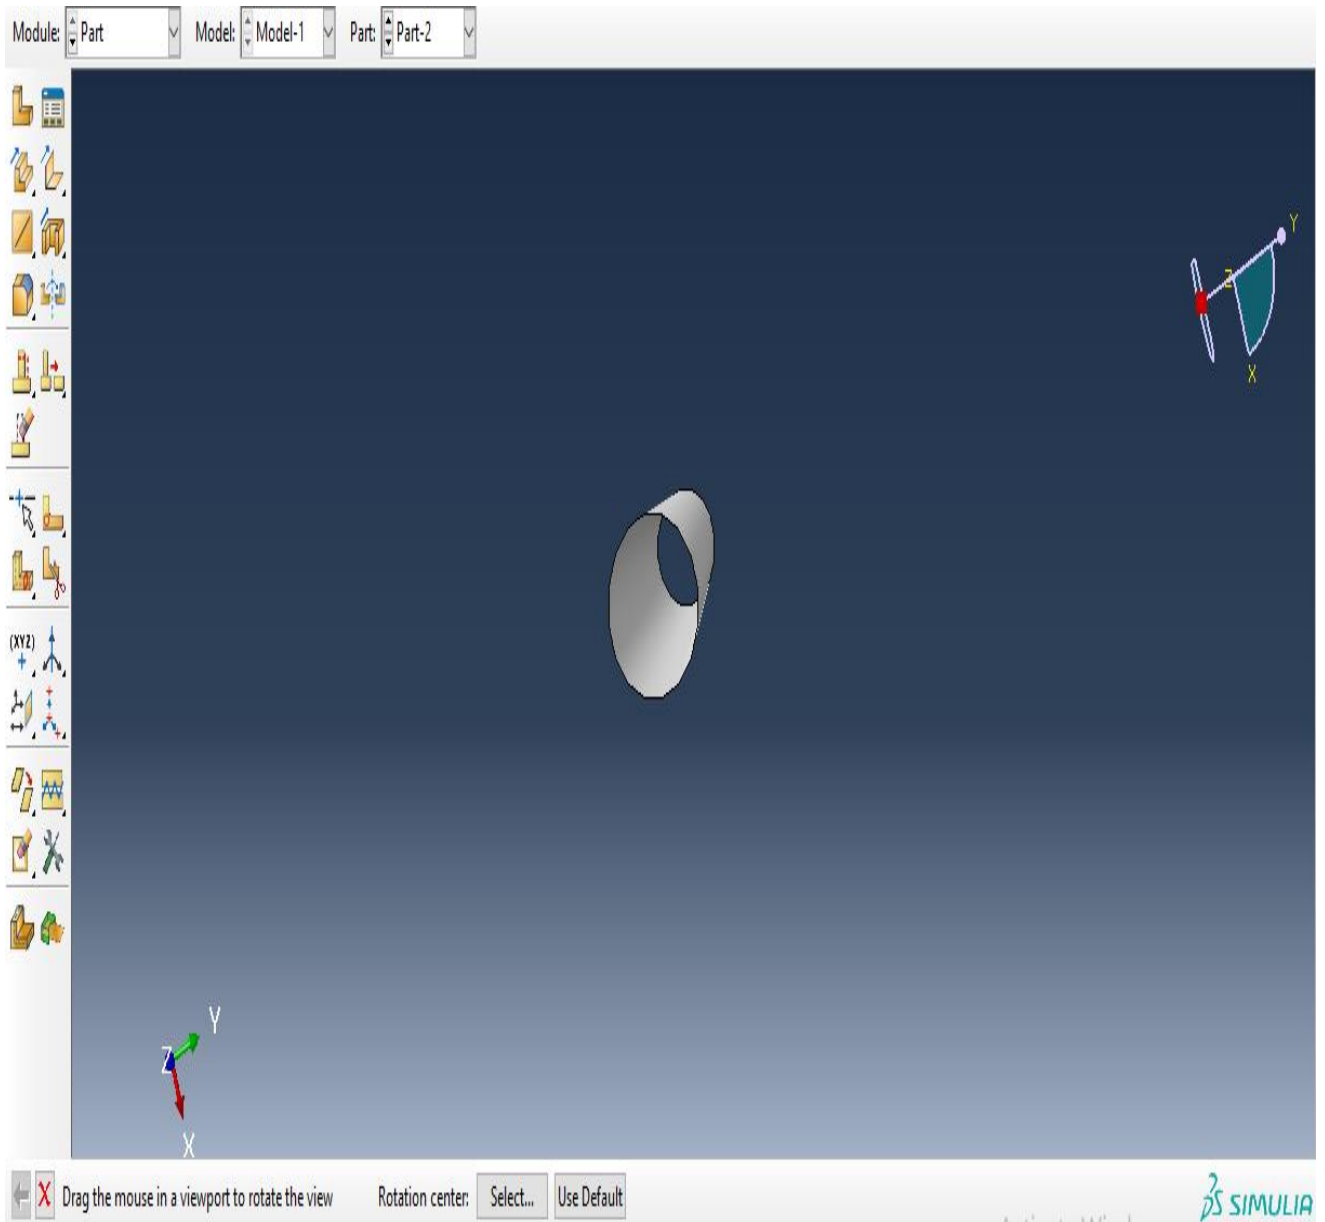 Module: Part Model: Model-1 Part: Part-2
(XYZ)
Y
Z
X
Y
Z
X
Drag the mouse in a viewport to rotate the view Rotation center: Select... Use Default
SIMULIA